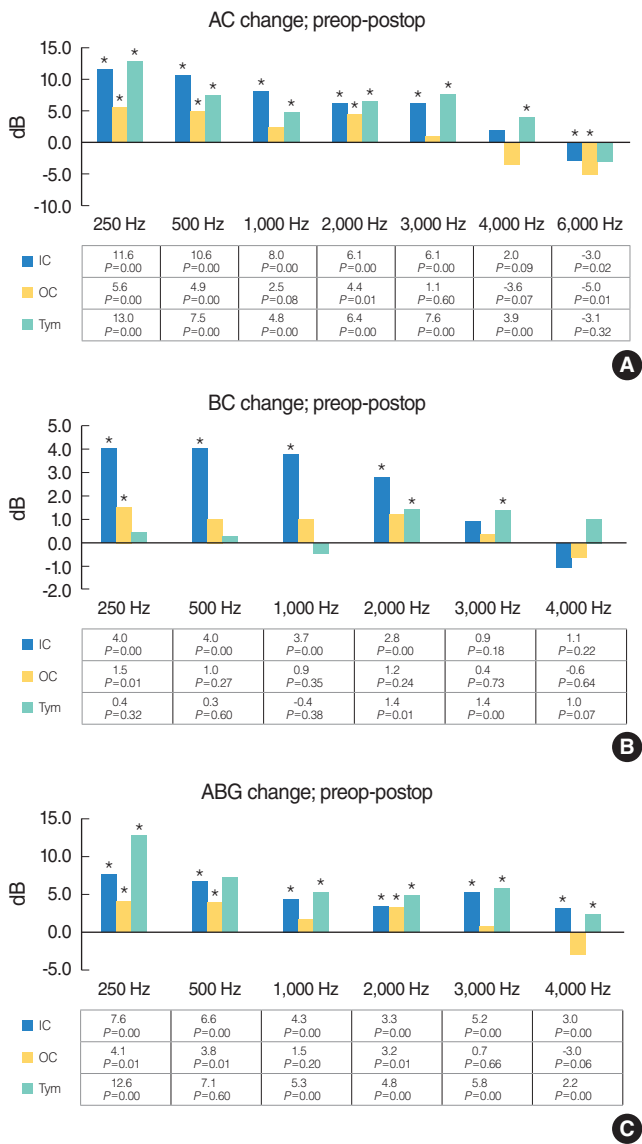 AC change; preop-postop
15.0
10.0
5.0
0.0
-5.0
-10.0
dB
* * * * * * * * * * * * * * *
250 Hz 500 Hz 1,000 Hz 2,000 Hz 3,000 Hz 4,000 Hz 6,000 Hz
IC 11.6 10.6 8.0 6.1 6.1 2.0 -3.0
P=0.00 P=0.00 P=0.00 P=0.00 P=0.00 P=0.09 P=0.02
OC 5.6 4.9 2.5 4.4 1.1 -3.6 -5.0
P=0.00 P=0.00 P=0.08 P=0.01 P=0.60 P=0.07 P=0.01
Tym 13.0 7.5 4.8 6.4 7.6 3.9 -3.1
P=0.00 P=0.00 P=0.00 P=0.00 P=0.00 P=0.00 P=0.32
A
BC change; preop-postop
5.0
4.0
3.0
2.0
1.0
0.0
-1.0
-2.0
dB
* * * * * * *
250 Hz 500 Hz 1,000 Hz 2,000 Hz 3,000 Hz 4,000 Hz
IC 4.0 4.0 3.7 2.8 0.9 1.1
P=0.00 P=0.00 P=0.00 P=0.00 P=0.18 P=0.22
OC 1.5 1.0 0.9 1.2 0.4 -0.6
P=0.01 P=0.27 P=0.35 P=0.24 P=0.73 P=0.64
Tym 0.4 0.3 -0.4 1.4 1.4 1.0
P=0.32 P=0.60 P=0.38 P=0.01 P=0.00 P=0.07
B
ABG change; preop-postop
15.0
10.0
5.0
0.0
-5.0
dB
* * * * * * * * * * * * * *
250 Hz 500 Hz 1,000 Hz 2,000 Hz 3,000 Hz 4,000 Hz
IC 7.6 6.6 4.3 3.3 5.2 3.0
P=0.00 P=0.00 P=0.00 P=0.00 P=0.00 P=0.00
OC 4.1 3.8 1.5 3.2 0.7 -3.0
P=0.01 P=0.01 P=0.20 P=0.01 P=0.66 P=0.06
Tym 12.6 7.1 5.3 4.8 5.8 2.2
P=0.00 P=0.60 P=0.00 P=0.00 P=0.00 P=0.00
C